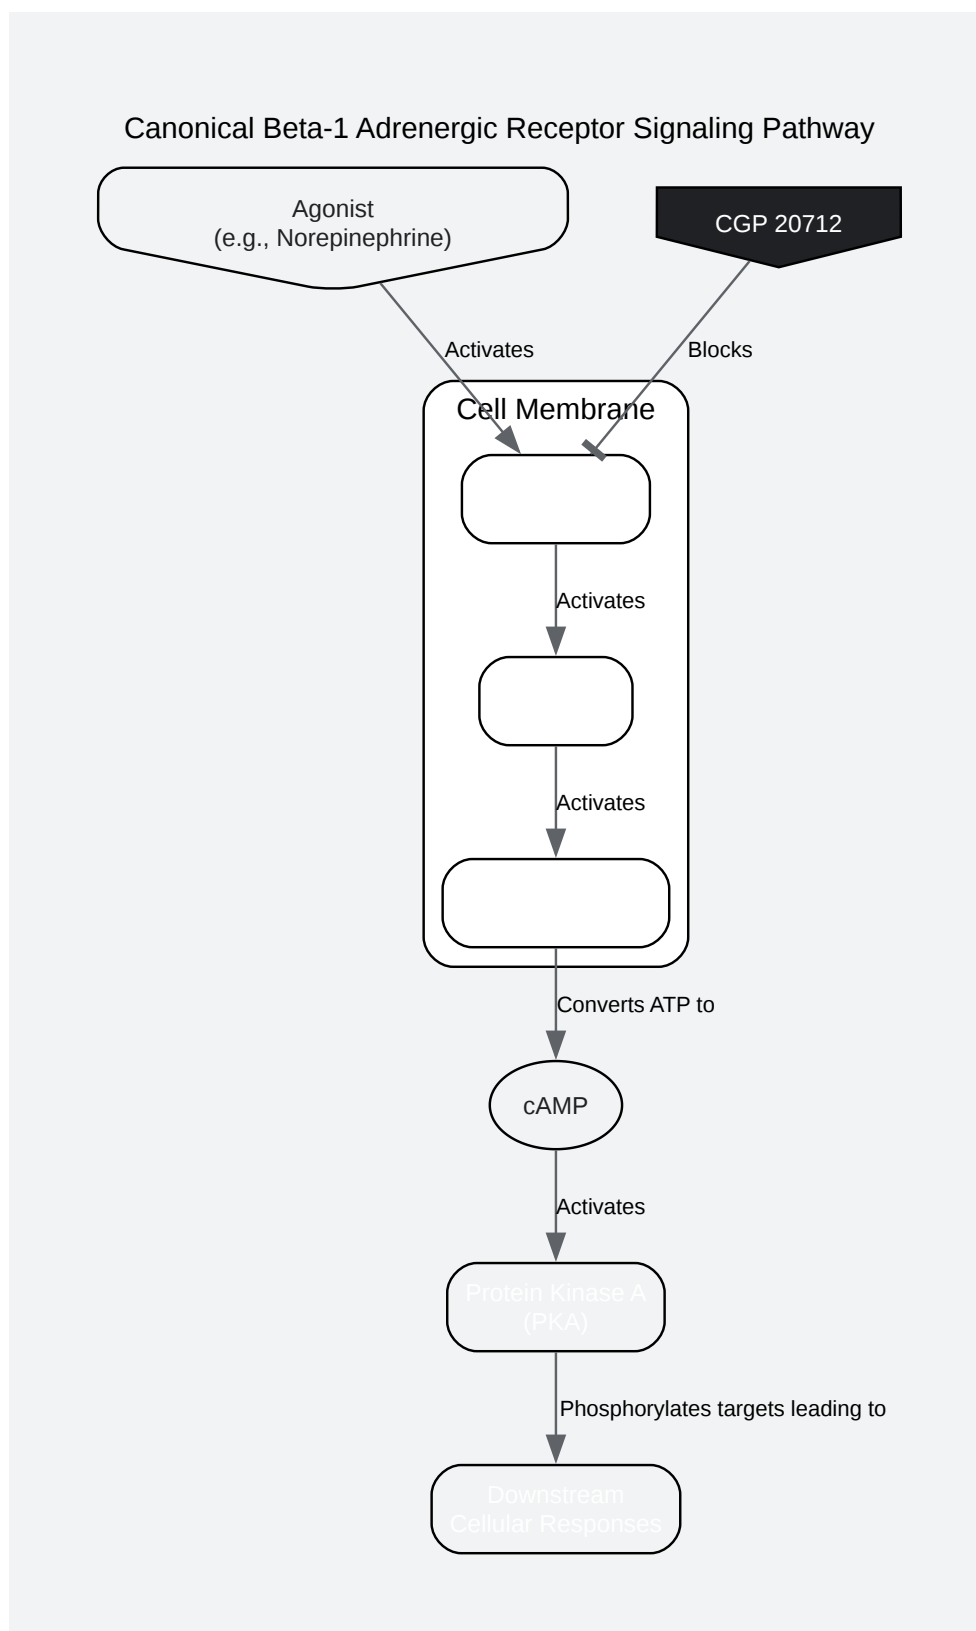 Canonical Beta-1 Adrenergic Receptor Signaling Pathway
Agonist
(e.g., Norepinephrine)
CGP 20712
Activates
Blocks
Cell Membrane
Activates
Activates
Converts ATP to
cAMP
Activates
Protein Kinase A
(PKA)
Phosphorylates targets leading to
Downstream
Cellular Responses